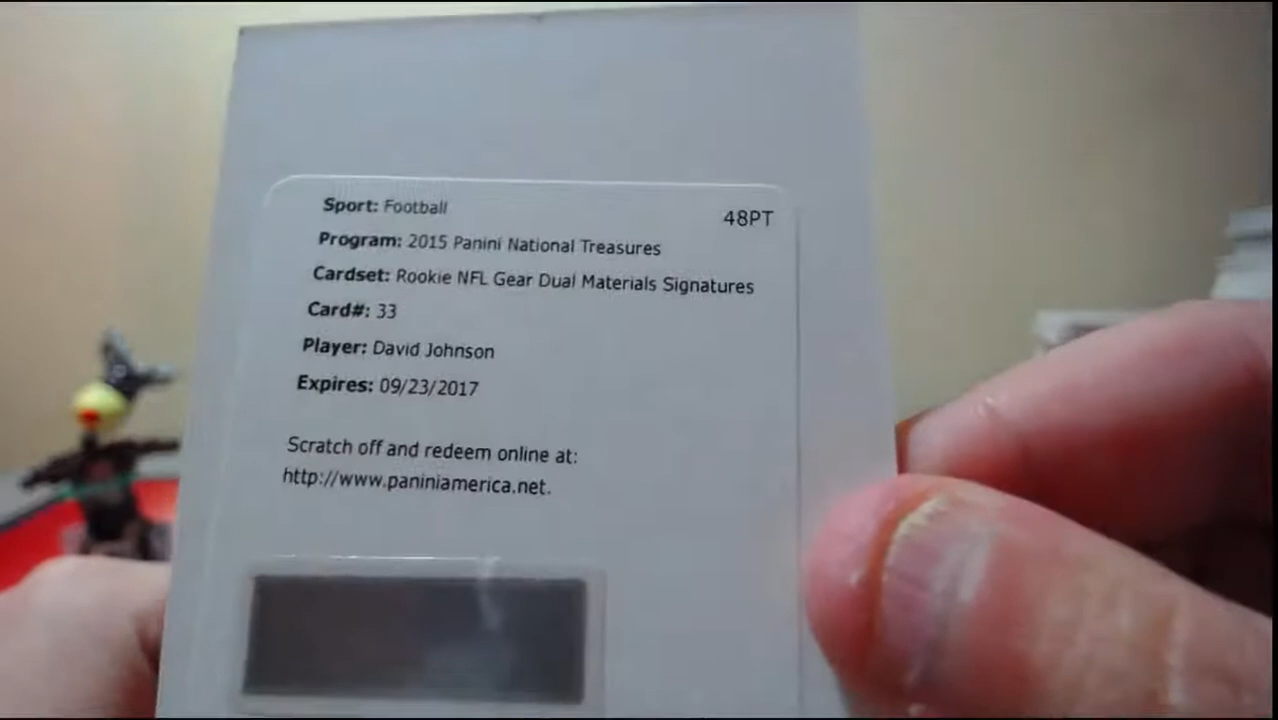 Sport: Football
48PT
Program: 2015 Panini National Treasures
Cardset: Rookie NFL Gear Dual Materials Signatures
Card#: 33
Player: David Johnson
Expires: 09/23/2017
Scratch off and redeem online at:
http://www.paniniamerica.net.